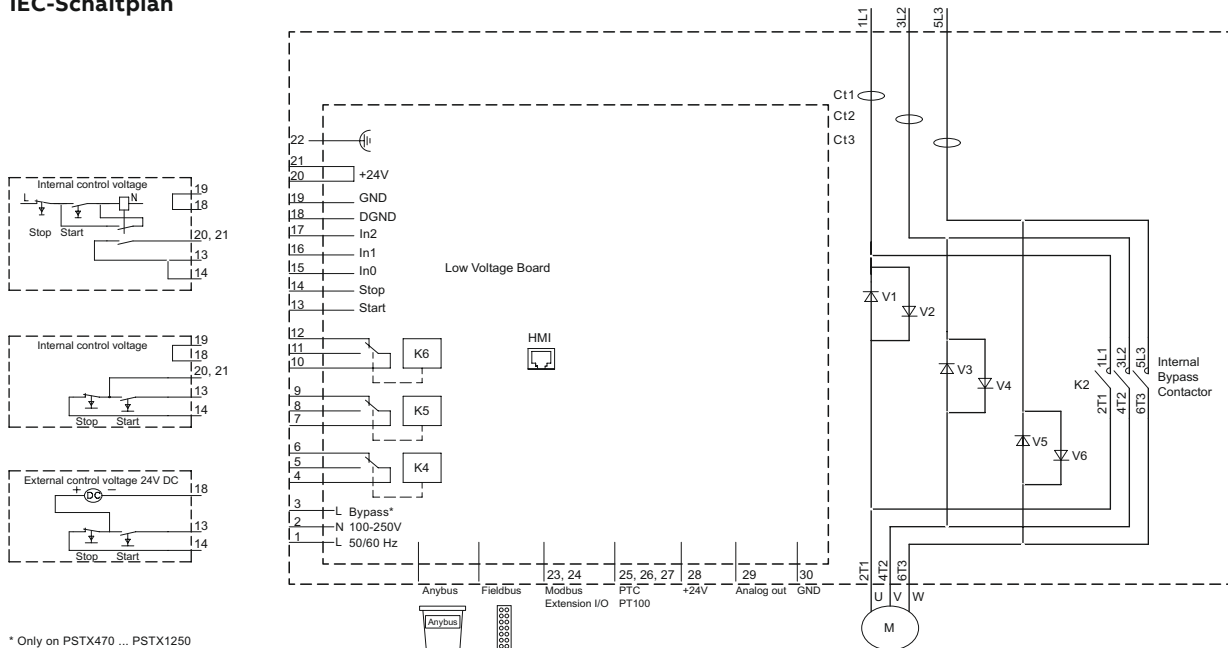 IEC-Schaltplan
1L1
3L2
5L3
Ct1
Ct2
Ct3
22
21
20
+24V
19
GND
18
DGND
17
In2
16
In1
15
In0
14
Stop
13
Start
Low Voltage Board
HMI
12
11
10
K6
9
8
7
K5
6
5
4
K4
3
L Bypass*
2
N 100-250V
1
L 50/60 Hz
Internal control voltage
L
N
Stop Start
19
18
20, 21
13
14
Internal control voltage
19
18
20, 21
13
14
Stop Start
External control voltage 24V DC
+ DC −
18
13
14
Stop Start
V1
V2
V3
V4
V5
V6
K2
1L1
3L2
5L3
2T1
4T2
6T3
Internal
Bypass
Contactor
Anybus
Fieldbus
23, 24
Modbus
Extension I/O
25, 26, 27
PTC
PT100
28
+24V
29
Analog out
30
GND
Anybus
2T1
4T2
6T3
U
V
W
M
* Only on PSTX470 ... PSTX1250